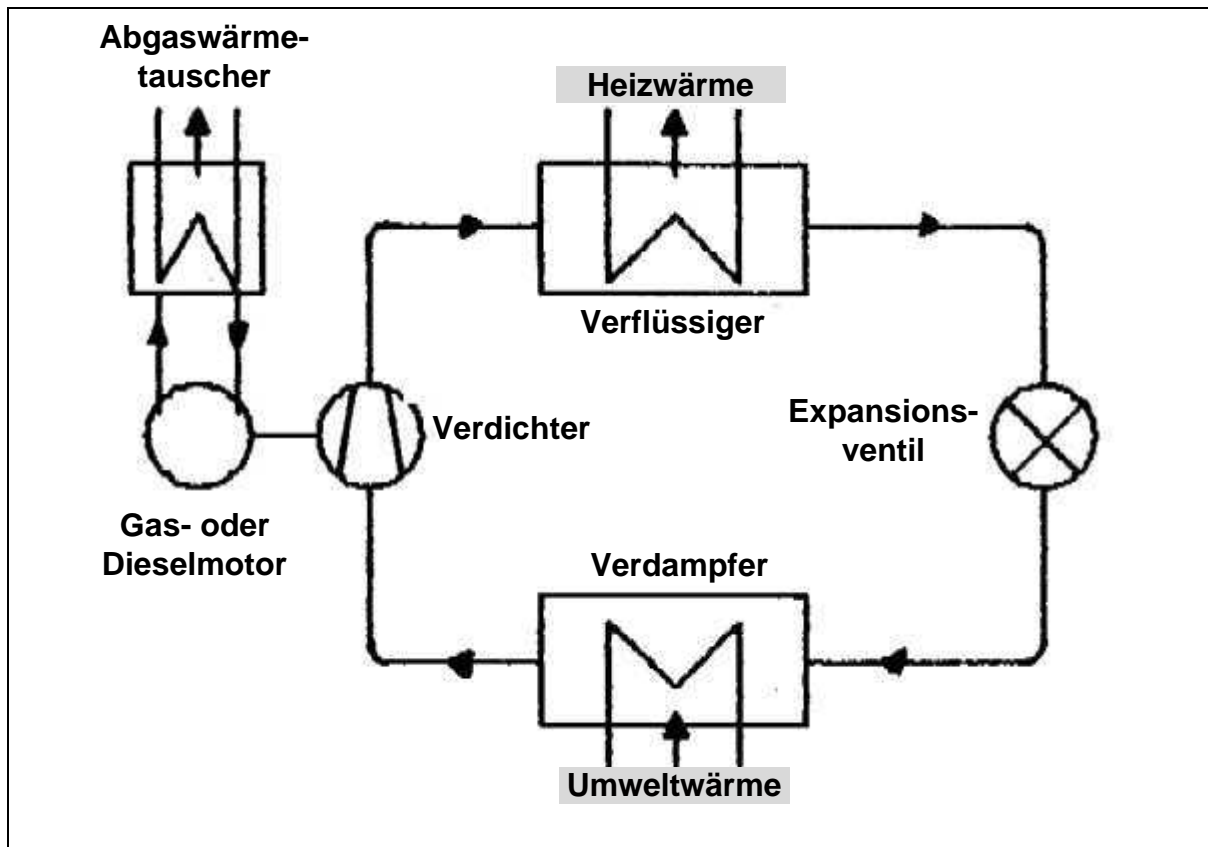 Abgaswärme-
tauscher
Heizwärme
Verflüssiger
Verdichter
Expansions-
ventil
Gas- oder
Dieselmotor
Verdampfer
Umweltwärme